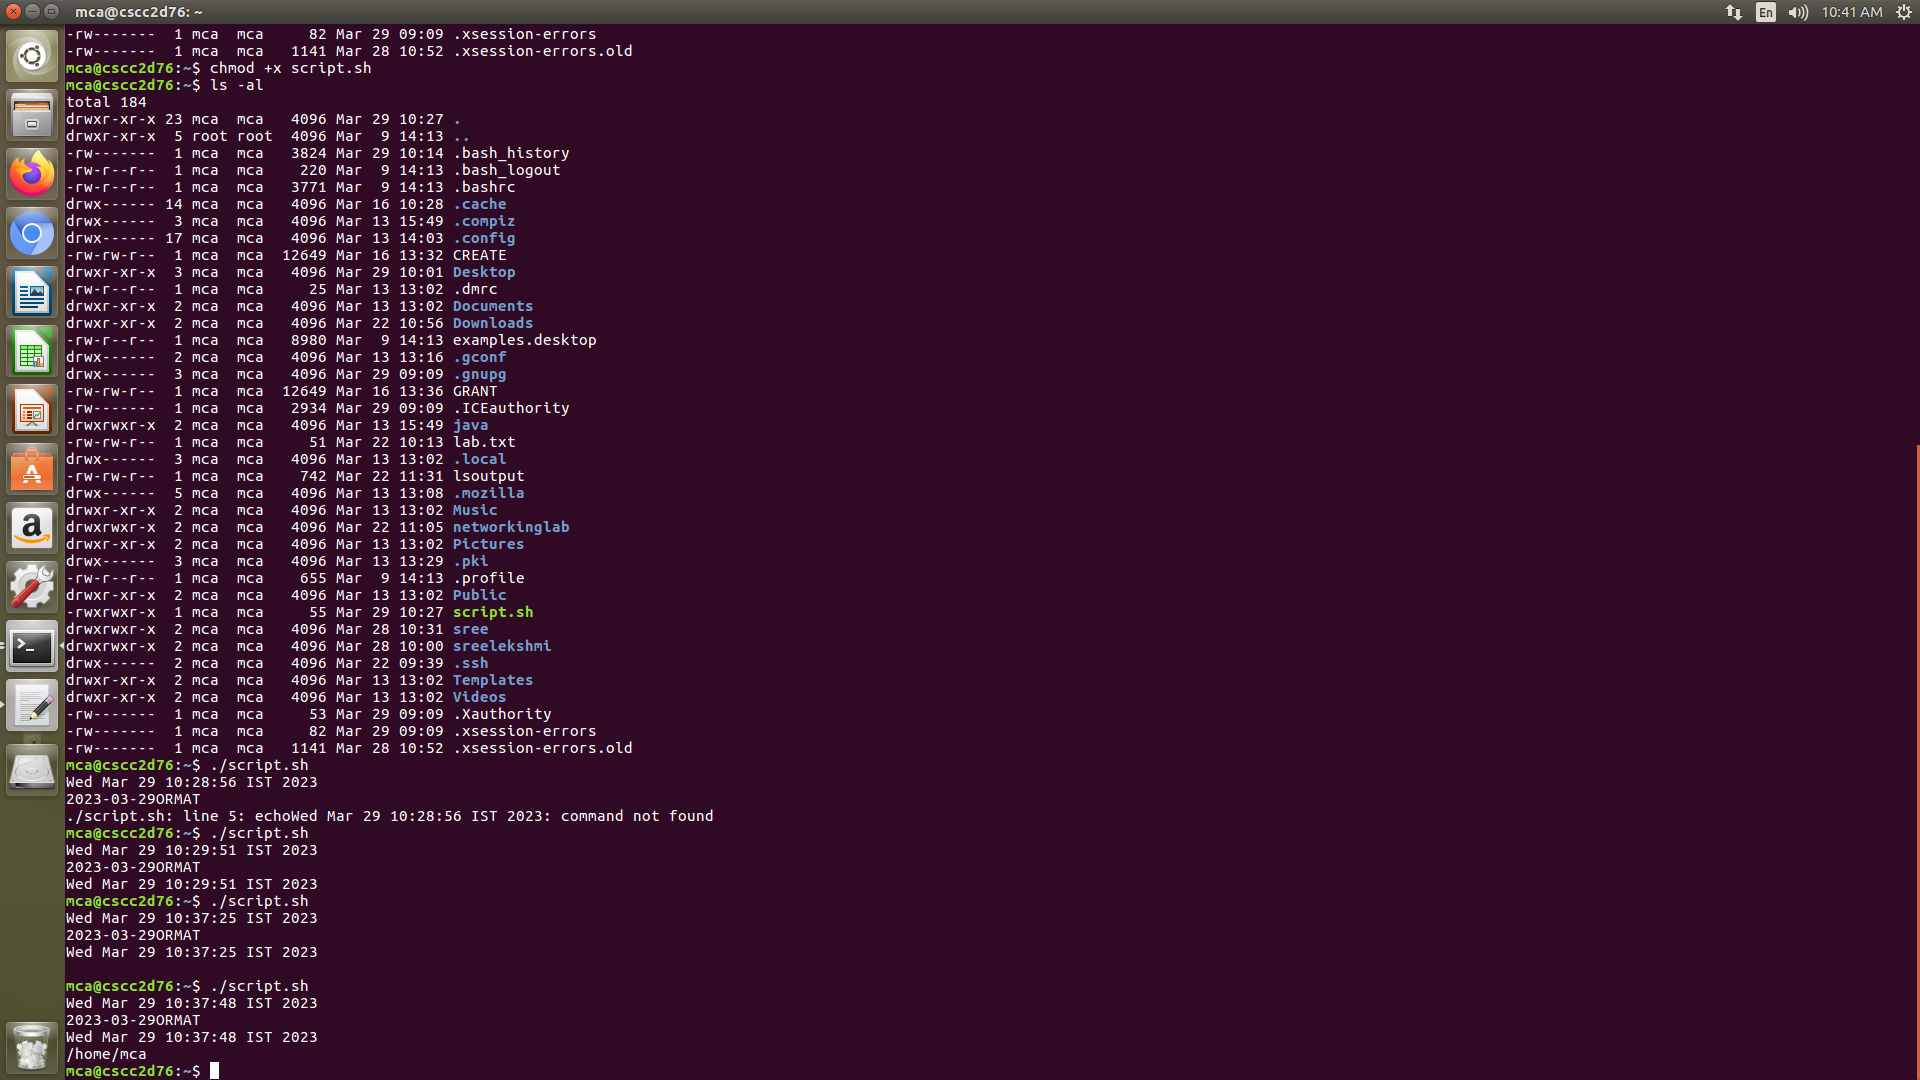 mca@cscc2d76: ~
En
10:41 AM
-rw-------  1 mca  mca     82 Mar 29 09:09 .xsession-errors
-rw-------  1 mca  mca   1141 Mar 28 10:52 .xsession-errors.old
mca@cscc2d76:~$ chmod +x script.sh
mca@cscc2d76:~$ ls -al
total 184
drwxr-xr-x 23 mca  mca   4096 Mar 29 10:27 .
drwxr-xr-x  5 root root  4096 Mar  9 14:13 ..
-rw-------  1 mca  mca   3824 Mar 29 10:14 .bash_history
-rw-r--r--  1 mca  mca    220 Mar  9 14:13 .bash_logout
-rw-r--r--  1 mca  mca   3771 Mar  9 14:13 .bashrc
drwx------ 14 mca  mca   4096 Mar 16 10:28 .cache
drwx------  3 mca  mca   4096 Mar 13 15:49 .compiz
drwx------ 17 mca  mca   4096 Mar 13 14:03 .config
-rw-rw-r--  1 mca  mca  12649 Mar 16 13:32 CREATE
drwxr-xr-x  3 mca  mca   4096 Mar 29 10:01 Desktop
-rw-r--r--  1 mca  mca     25 Mar 13 13:02 .dmrc
drwxr-xr-x  2 mca  mca   4096 Mar 13 13:02 Documents
drwxr-xr-x  2 mca  mca   4096 Mar 22 10:56 Downloads
-rw-r--r--  1 mca  mca   8980 Mar  9 14:13 examples.desktop
drwx------  2 mca  mca   4096 Mar 13 13:16 .gconf
drwx------  3 mca  mca   4096 Mar 29 09:09 .gnupg
-rw-rw-r--  1 mca  mca  12649 Mar 16 13:36 GRANT
-rw-------  1 mca  mca   2934 Mar 29 09:09 .ICEauthority
drwxrwxr-x  2 mca  mca   4096 Mar 13 15:49 java
-rw-rw-r--  1 mca  mca     51 Mar 22 10:13 lab.txt
drwx------  3 mca  mca   4096 Mar 13 13:02 .local
-rw-rw-r--  1 mca  mca    742 Mar 22 11:31 lsoutput
drwx------  5 mca  mca   4096 Mar 13 13:08 .mozilla
drwxr-xr-x  2 mca  mca   4096 Mar 13 13:02 Music
drwxrwxr-x  2 mca  mca   4096 Mar 22 11:05 networkinglab
drwxr-xr-x  2 mca  mca   4096 Mar 13 13:02 Pictures
drwx------  3 mca  mca   4096 Mar 13 13:29 .pki
-rw-r--r--  1 mca  mca    655 Mar  9 14:13 .profile
drwxr-xr-x  2 mca  mca   4096 Mar 13 13:02 Public
-rwxrwxr-x  1 mca  mca     55 Mar 29 10:27 script.sh
drwxrwxr-x  2 mca  mca   4096 Mar 28 10:31 sree
drwxrwxr-x  2 mca  mca   4096 Mar 28 10:00 sreelekshmi
drwx------  2 mca  mca   4096 Mar 22 09:39 .ssh
drwxr-xr-x  2 mca  mca   4096 Mar 13 13:02 Templates
drwxr-xr-x  2 mca  mca   4096 Mar 13 13:02 Videos
-rw-------  1 mca  mca     53 Mar 29 09:09 .Xauthority
-rw-------  1 mca  mca     82 Mar 29 09:09 .xsession-errors
-rw-------  1 mca  mca   1141 Mar 28 10:52 .xsession-errors.old
mca@cscc2d76:~$ ./script.sh
Wed Mar 29 10:28:56 IST 2023
2023-03-29ORMAT
./script.sh: line 5: echoWed Mar 29 10:28:56 IST 2023: command not found
mca@cscc2d76:~$ ./script.sh
Wed Mar 29 10:29:51 IST 2023
2023-03-29ORMAT
Wed Mar 29 10:29:51 IST 2023
mca@cscc2d76:~$ ./script.sh
Wed Mar 29 10:37:25 IST 2023
2023-03-29ORMAT
Wed Mar 29 10:37:25 IST 2023

mca@cscc2d76:~$ ./script.sh
Wed Mar 29 10:37:48 IST 2023
2023-03-29ORMAT
Wed Mar 29 10:37:48 IST 2023
/home/mca
mca@cscc2d76:~$